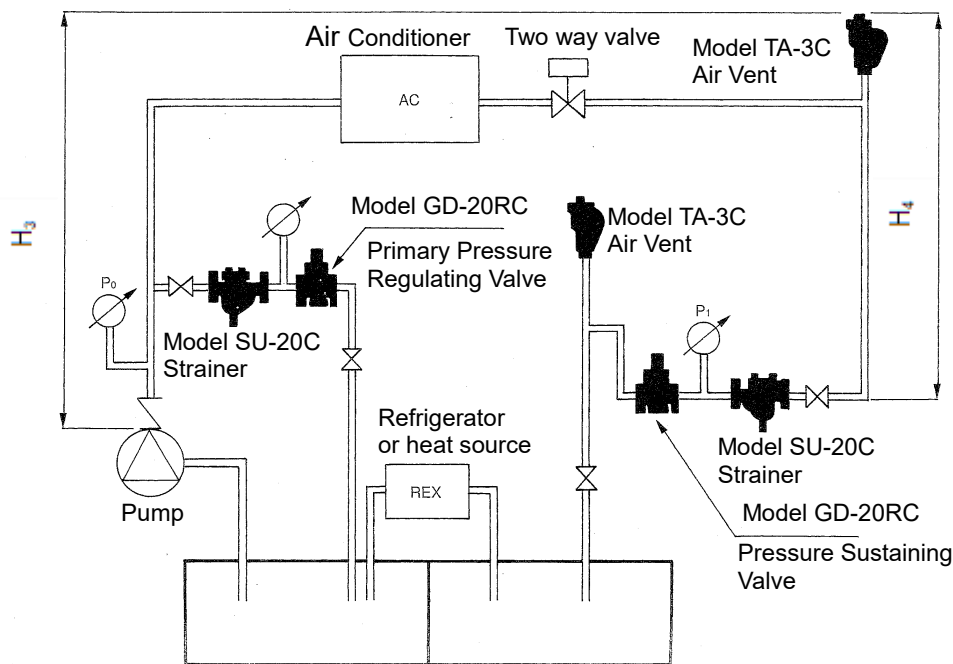 Air Conditioner
Two way valve
Model TA-3C
Air Vent
AC
H3
H4
Model GD-20RC
Primary Pressure
Regulating Valve
Model TA-3C
Air Vent
P0
P1
Model SU-20C
Strainer
Refrigerator
or heat source
REX
Pump
Model SU-20C
Strainer
Model GD-20RC
Pressure Sustaining
Valve